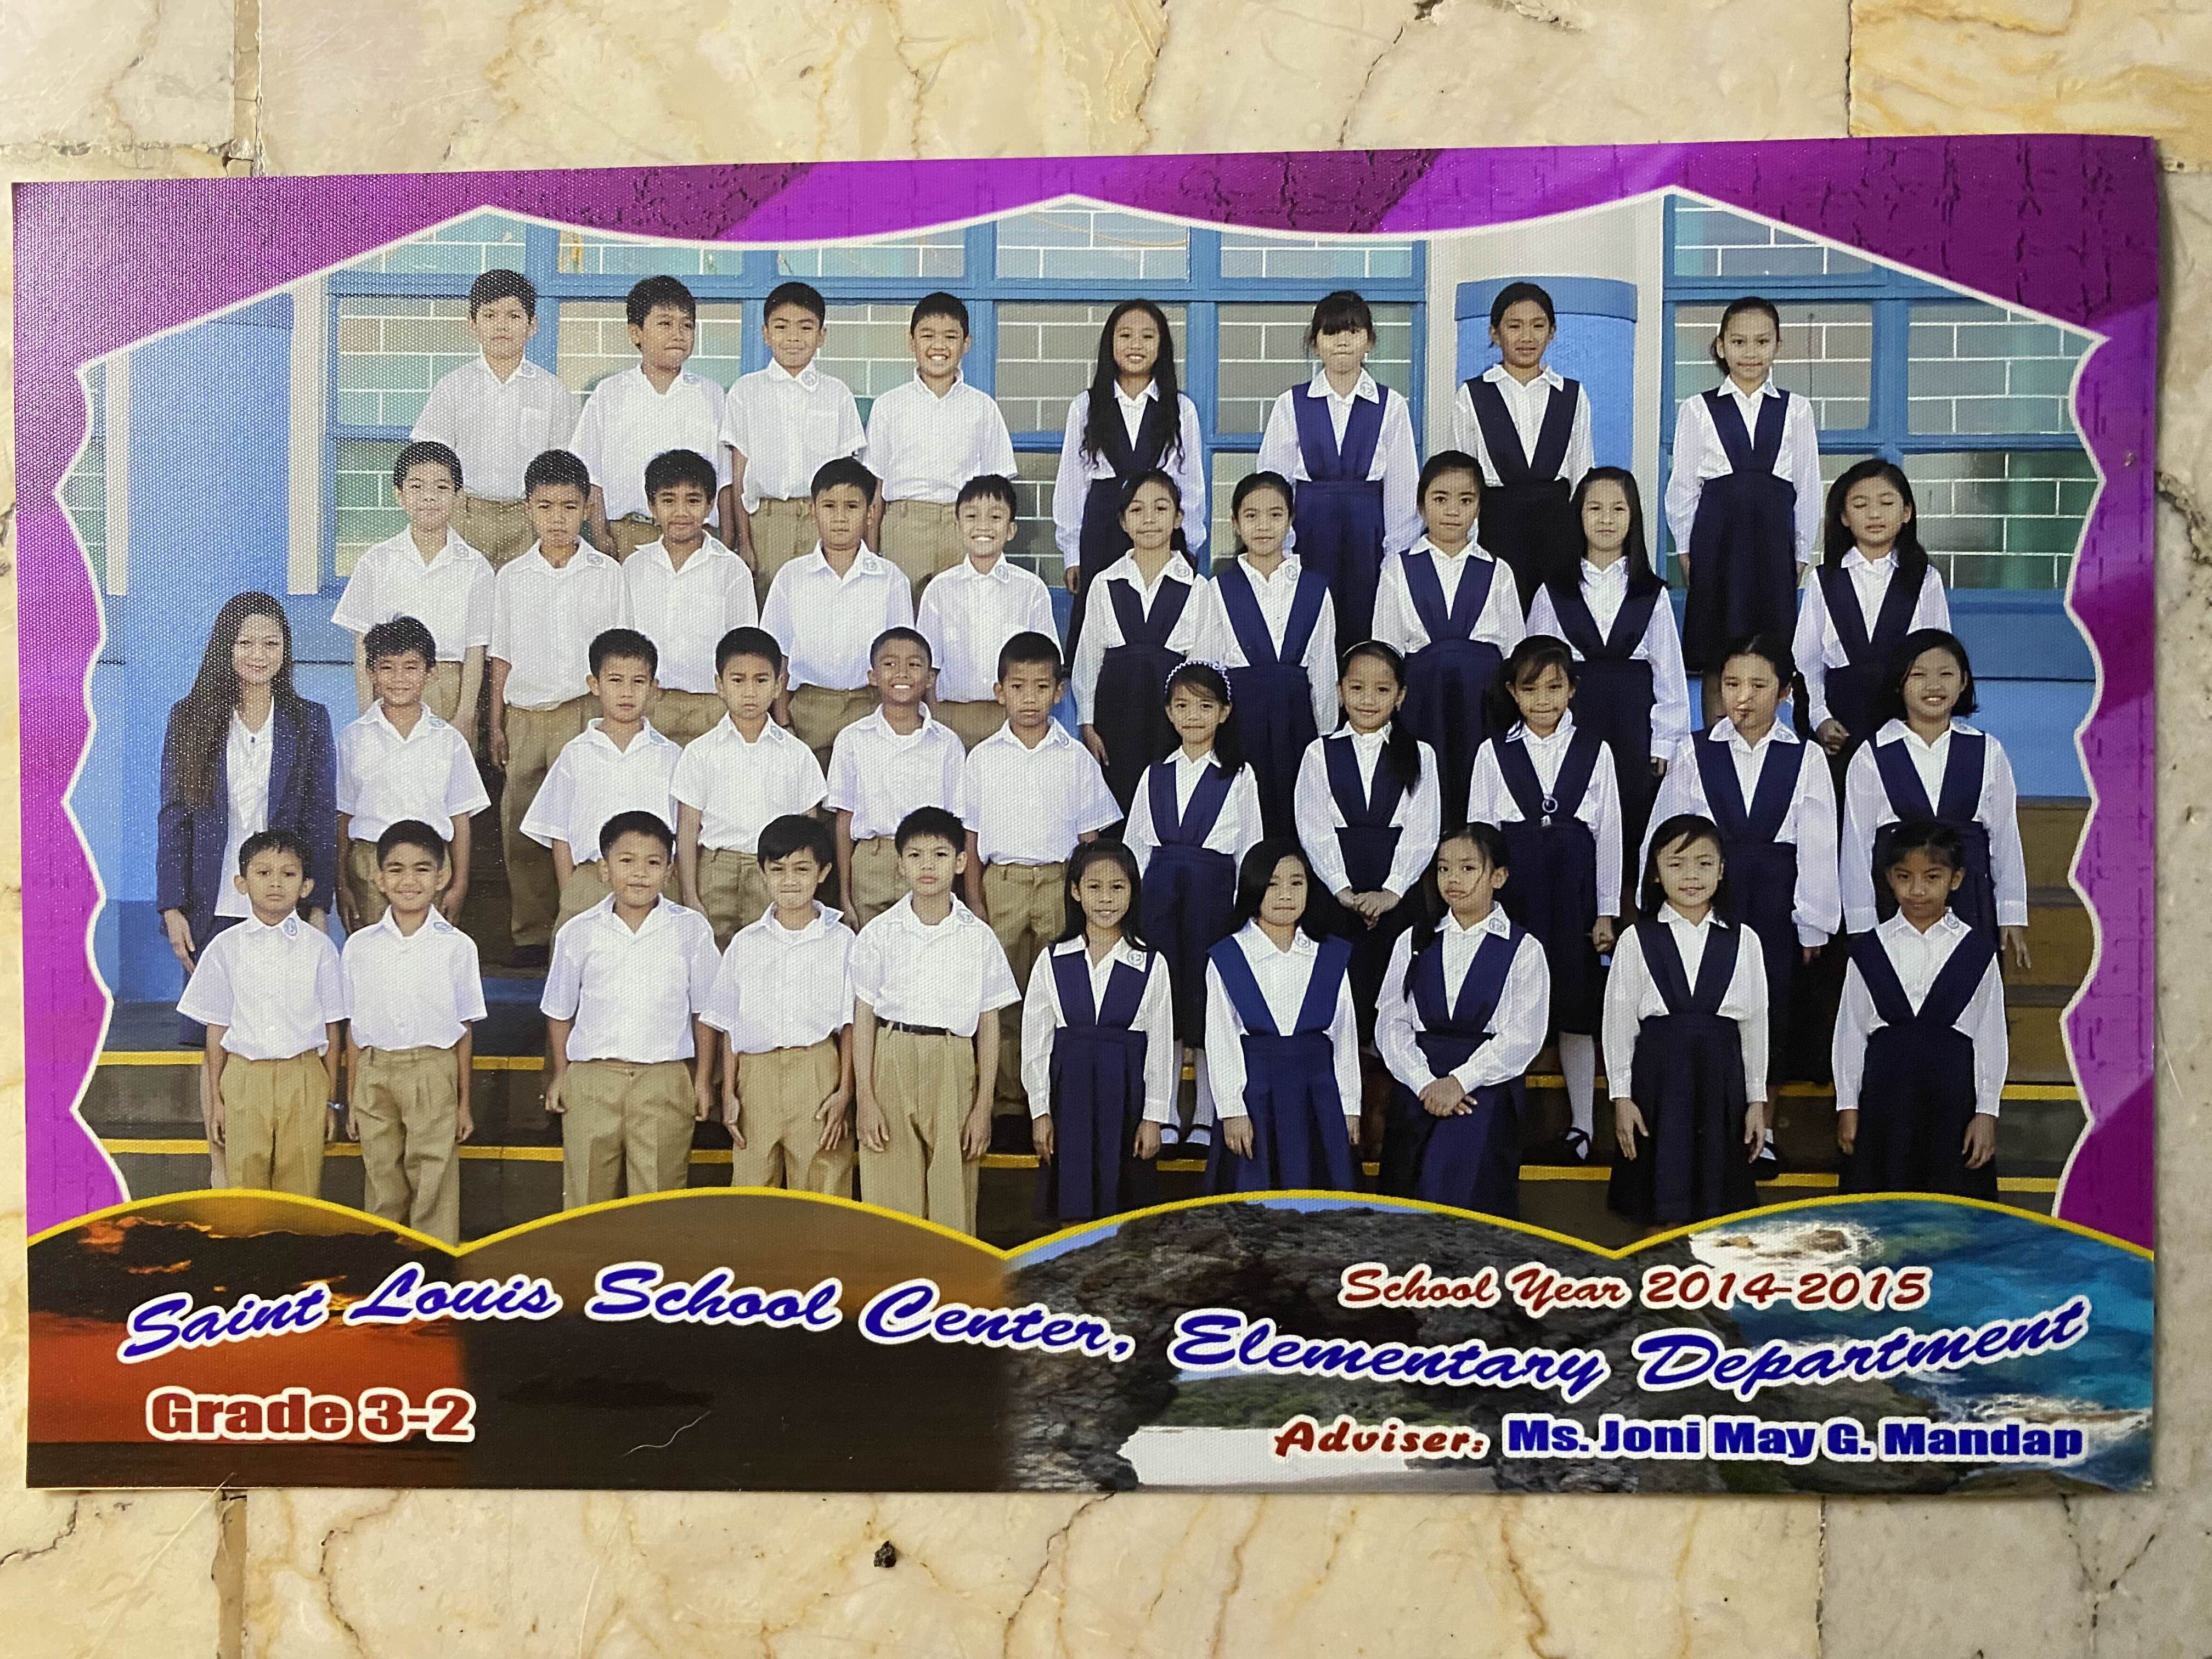 School Year 2014-2015
Saint Louis School Center, Elementary Department
Grade 3-2
Adviser: Ms. Joni May G. Mandap